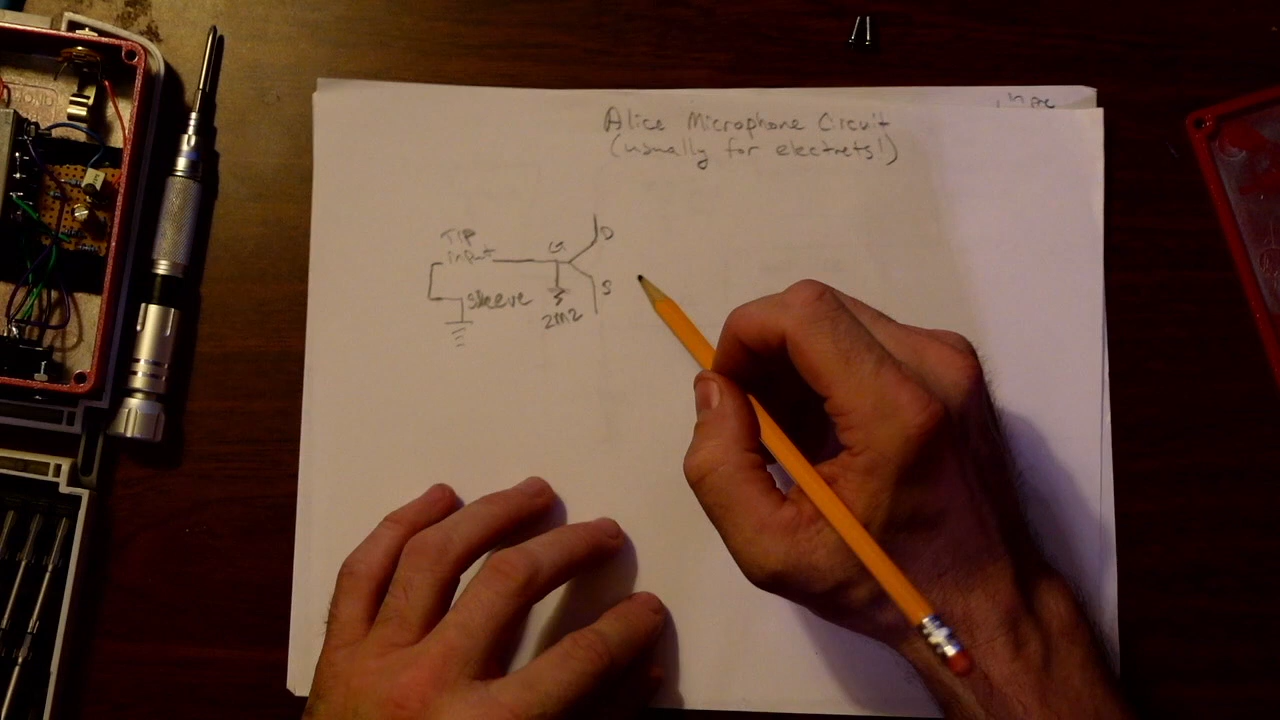 Alice Microphone Circuit
(usually for electrets!)
TIP
input
G
D
sleeve
S
2M2